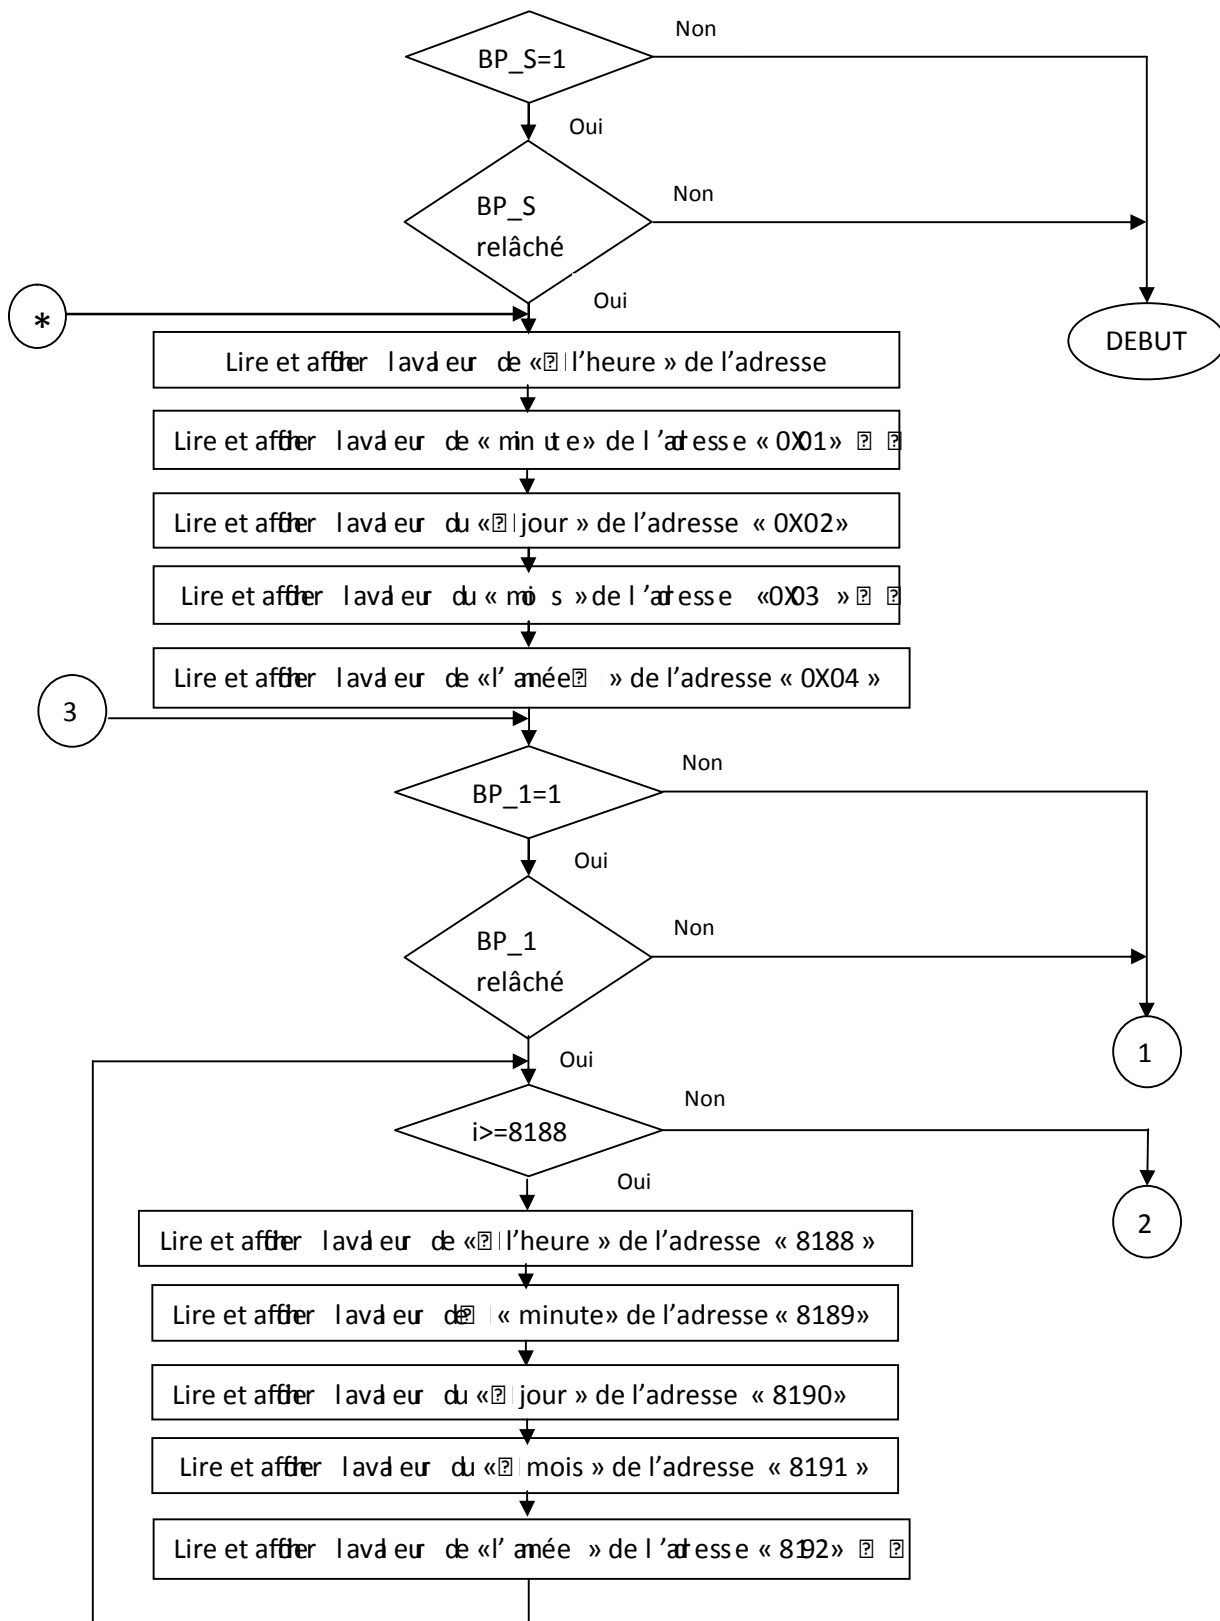 Non
BP_S=1
Oui
Non
BP_S
relâché
Oui
*
DEBUT
Lire et afficher la valeur de « l'heure » de l'adresse
Lire et afficher la valeur de « minute» de l'adresse « 0X01»
Lire et afficher la valeur du « jour » de l'adresse « 0X02»
Lire et afficher la valeur du « mois » de l'adresse «0X03 »
Lire et afficher la valeur de «l'année » de l'adresse « 0X04 »
3
Non
BP_1=1
Oui
Non
BP_1
relâché
1
Oui
Non
i>=8188
Oui
2
Lire et afficher la valeur de « l'heure » de l'adresse « 8188 »
Lire et afficher la valeur de « minute» de l'adresse « 8189»
Lire et afficher la valeur du « jour » de l'adresse « 8190»
Lire et afficher la valeur du « mois » de l'adresse « 8191 »
Lire et afficher la valeur de «l'année » de l'adresse « 8192»